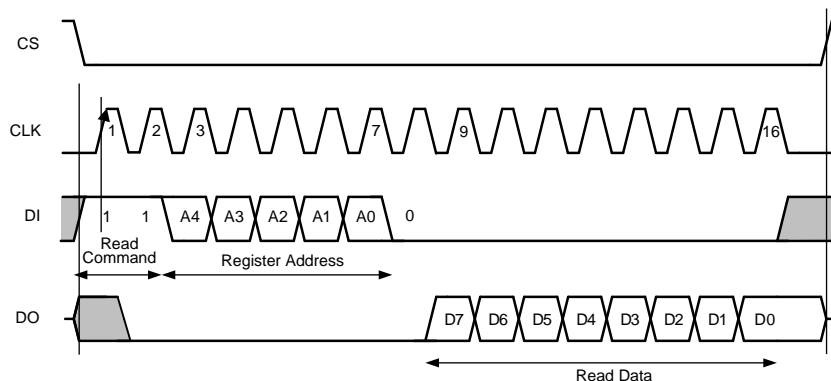 CS
CLK 1 2 3 7 9 16
DI 1 1 A4 A3 A2 A1 A0 0
Read
Command
Register Address
DO D7 D6 D5 D4 D3 D2 D1 D0
Read Data